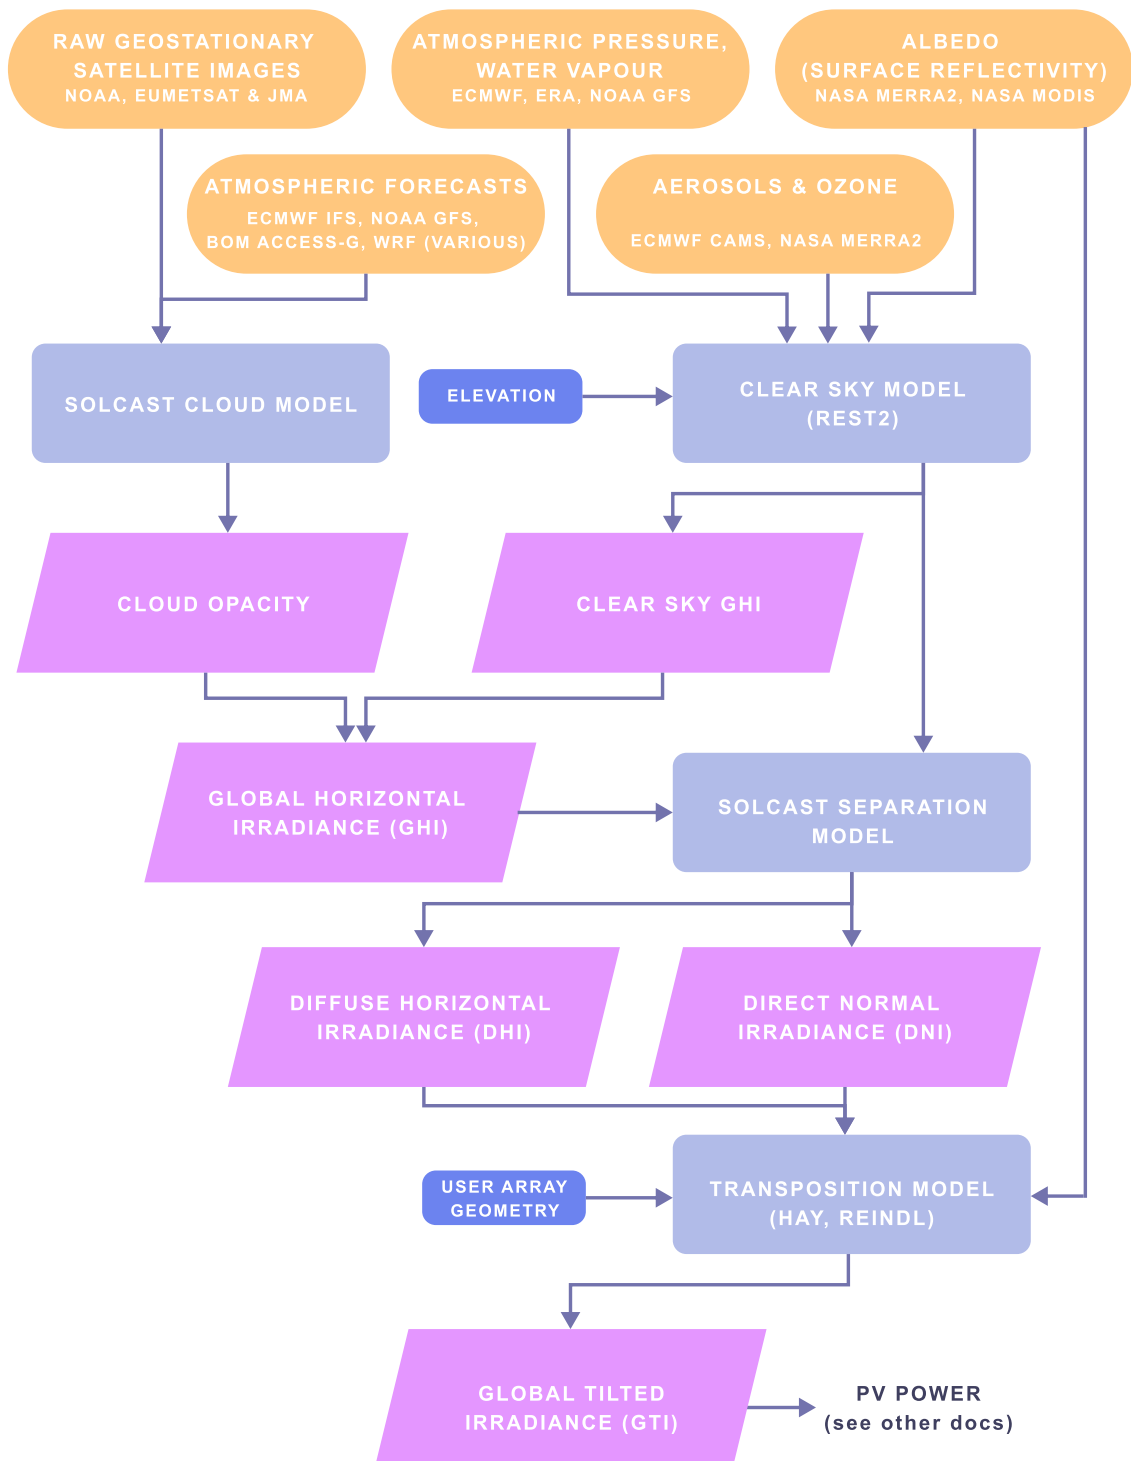 RAW GEOSTATIONARY
SATELLITE IMAGES
NOAA, EUMETSAT & JMA
ATMOSPHERIC PRESSURE,
WATER VAPOUR
ECMWF, ERA, NOAA GFS
ALBEDO
(SURFACE REFLECTIVITY)
NASA MERRA2, NASA MODIS
ATMOSPHERIC FORECASTS
ECMWF IFS, NOAA GFS,
BOM ACCESS-G, WRF (VARIOUS)
AEROSOLS & OZONE
ECMWF CAMS, NASA MERRA2
SOLCAST CLOUD MODEL
ELEVATION
CLEAR SKY MODEL
(REST2)
CLOUD OPACITY
CLEAR SKY GHI
GLOBAL HORIZONTAL
IRRADIANCE (GHI)
SOLCAST SEPARATION
MODEL
DIFFUSE HORIZONTAL
IRRADIANCE (DHI)
DIRECT NORMAL
IRRADIANCE (DNI)
USER ARRAY
GEOMETRY
TRANSPOSITION MODEL
(HAY, REINDL)
GLOBAL TILTED
IRRADIANCE (GTI)
PV POWER
(see other docs)